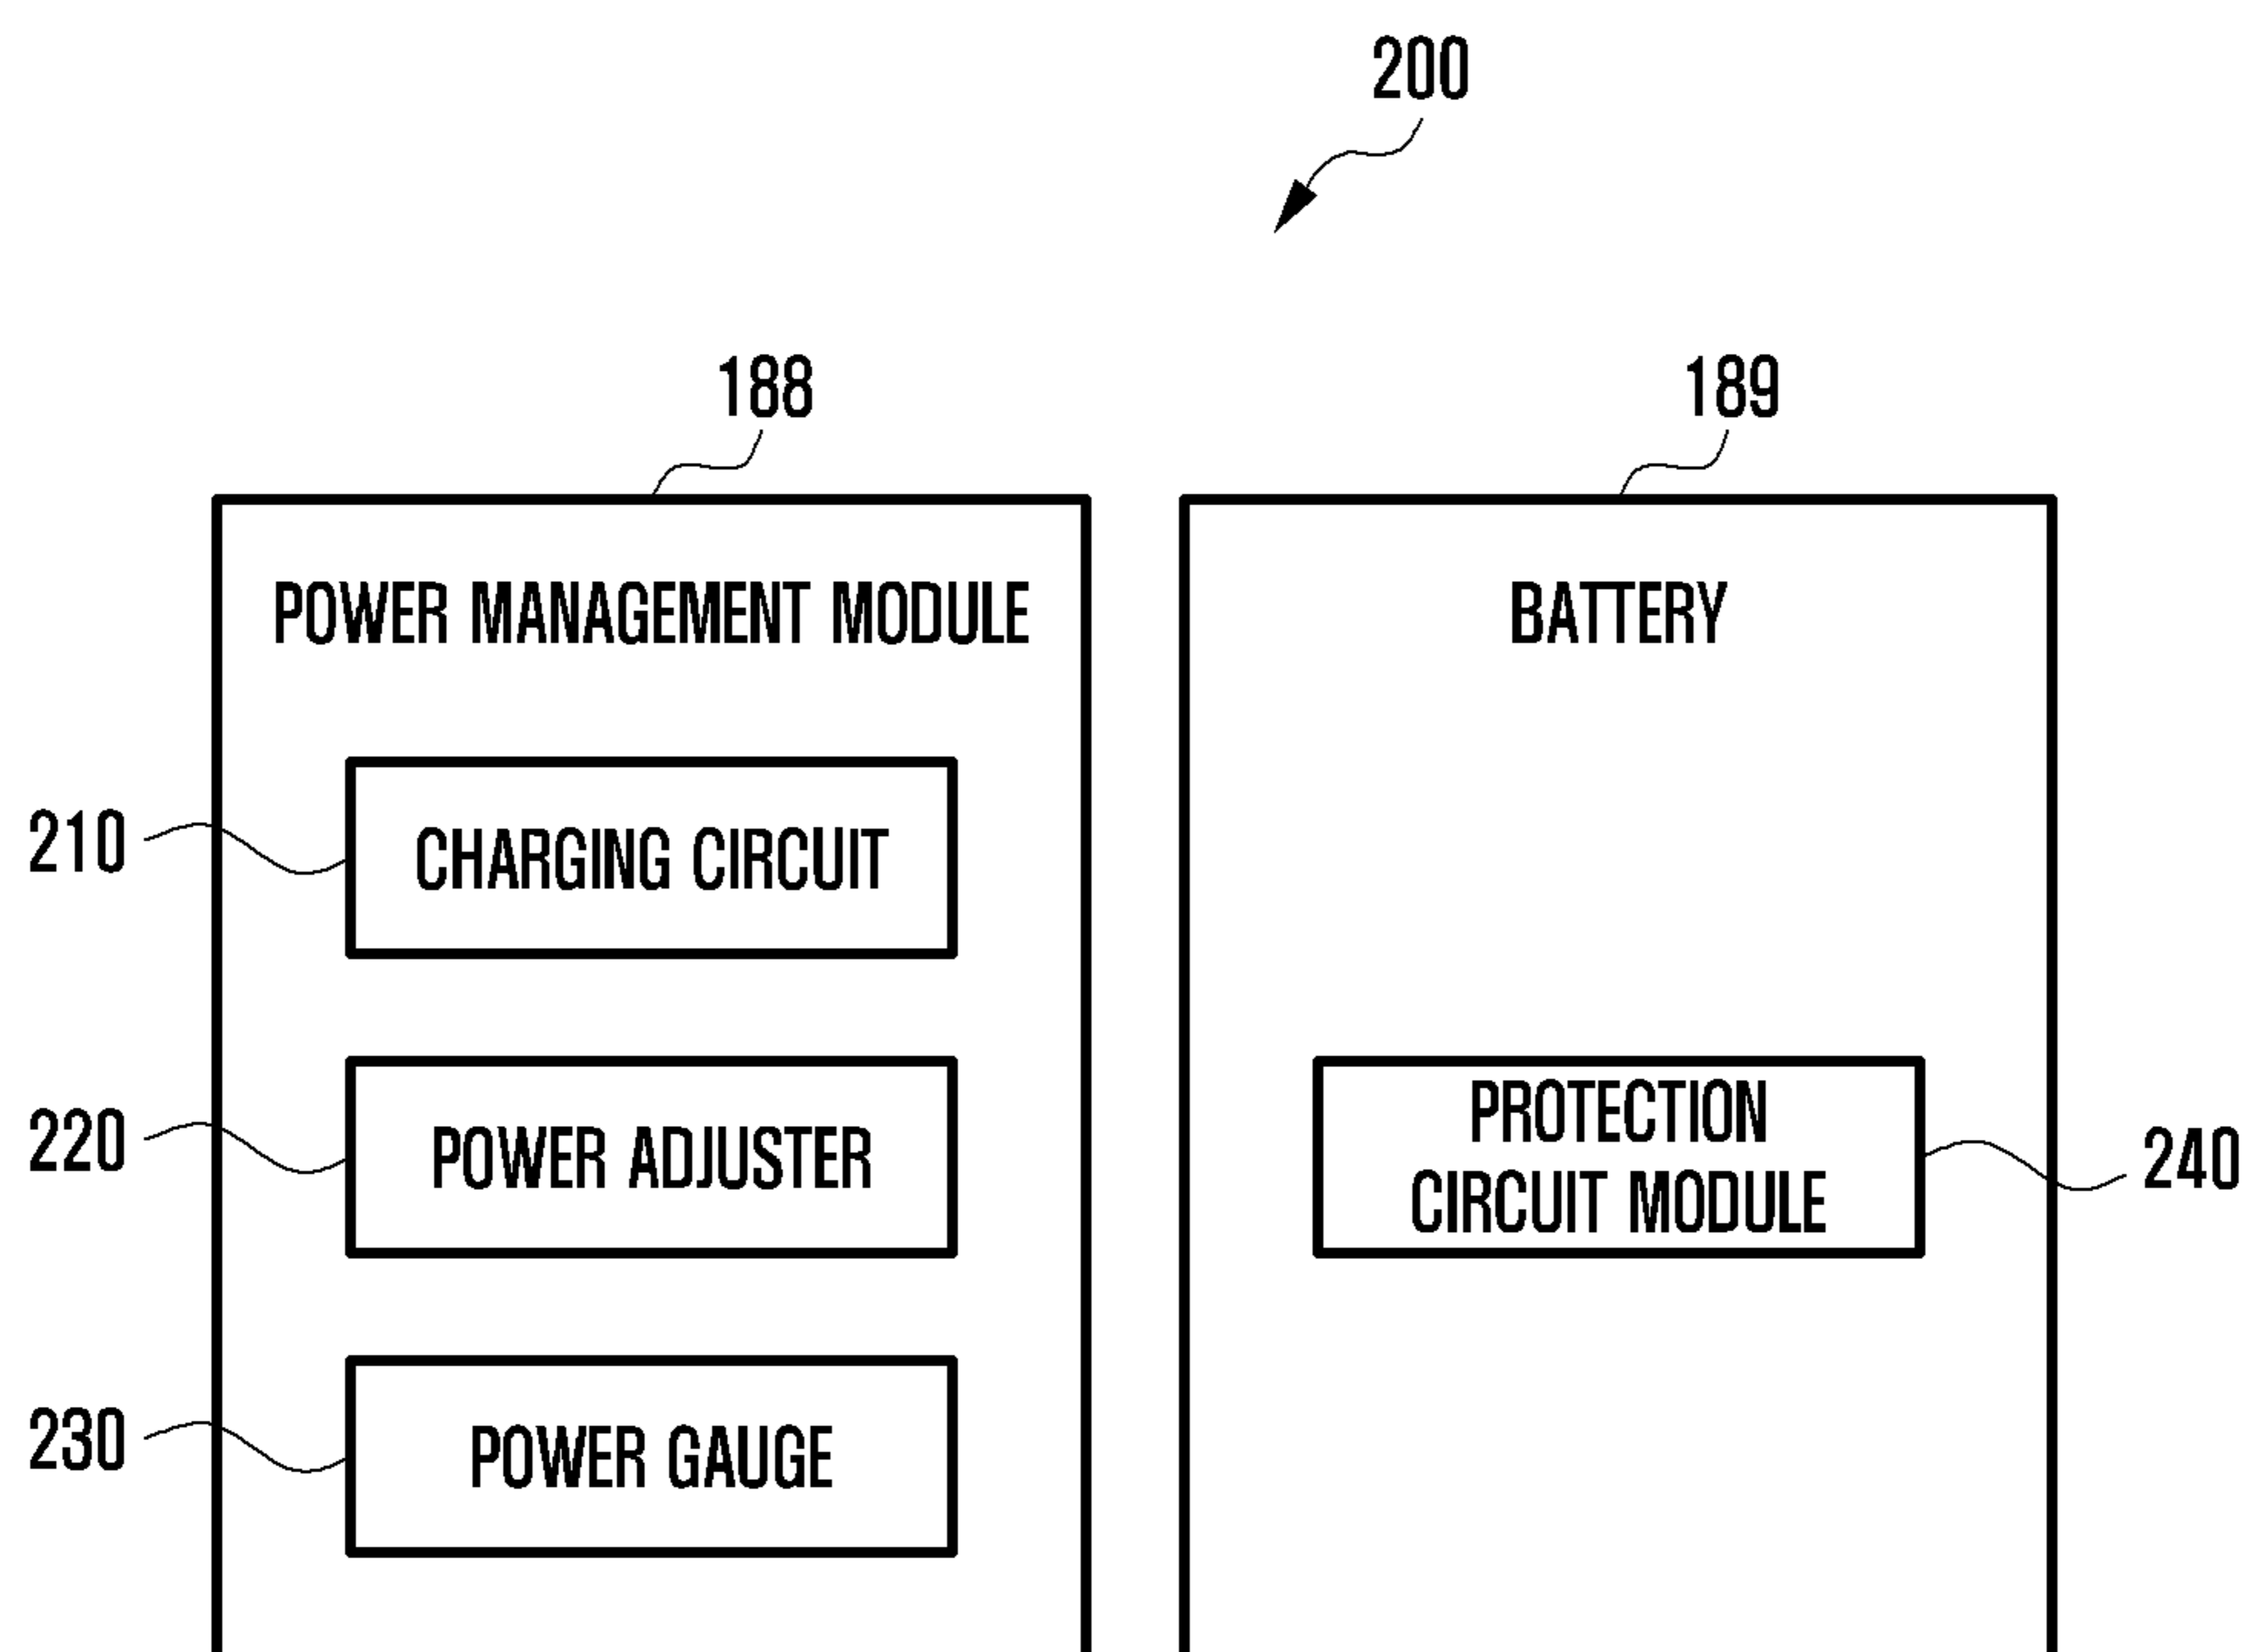 200
188
189
POWER MANAGEMENT MODULE
BATTERY
210
CHARGING CIRCUIT
220
POWER ADJUSTER
PROTECTION
CIRCUIT MODULE
240
230
POWER GAUGE